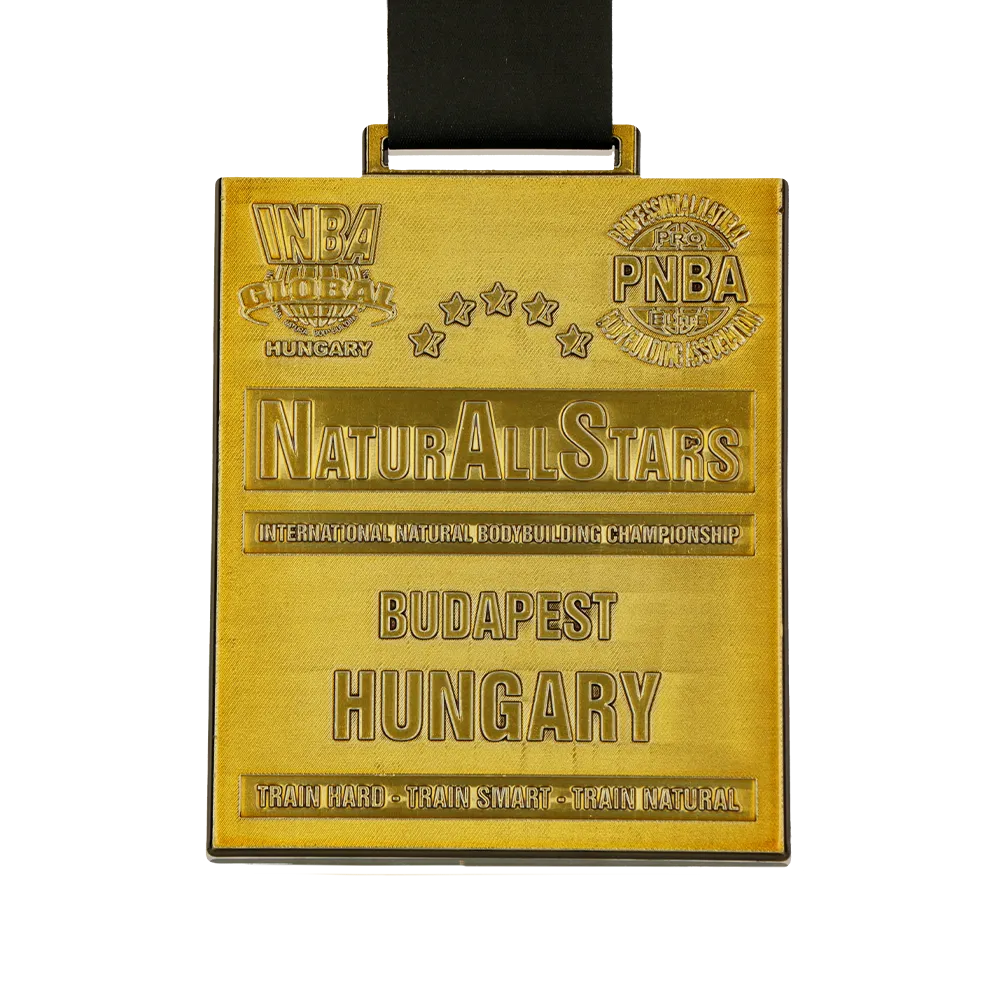 INBA
GLOBAL
HUNGARY
PROFESSIONAL NATURAL
PRO
PNBA
ELITE
BODYBUILDING ASSOCIATION
NATURALLSTARS
INTERNATIONAL NATURAL BODYBUILDING CHAMPIONSHIP
BUDAPEST
HUNGARY
TRAIN HARD - TRAIN SMART - TRAIN NATURAL